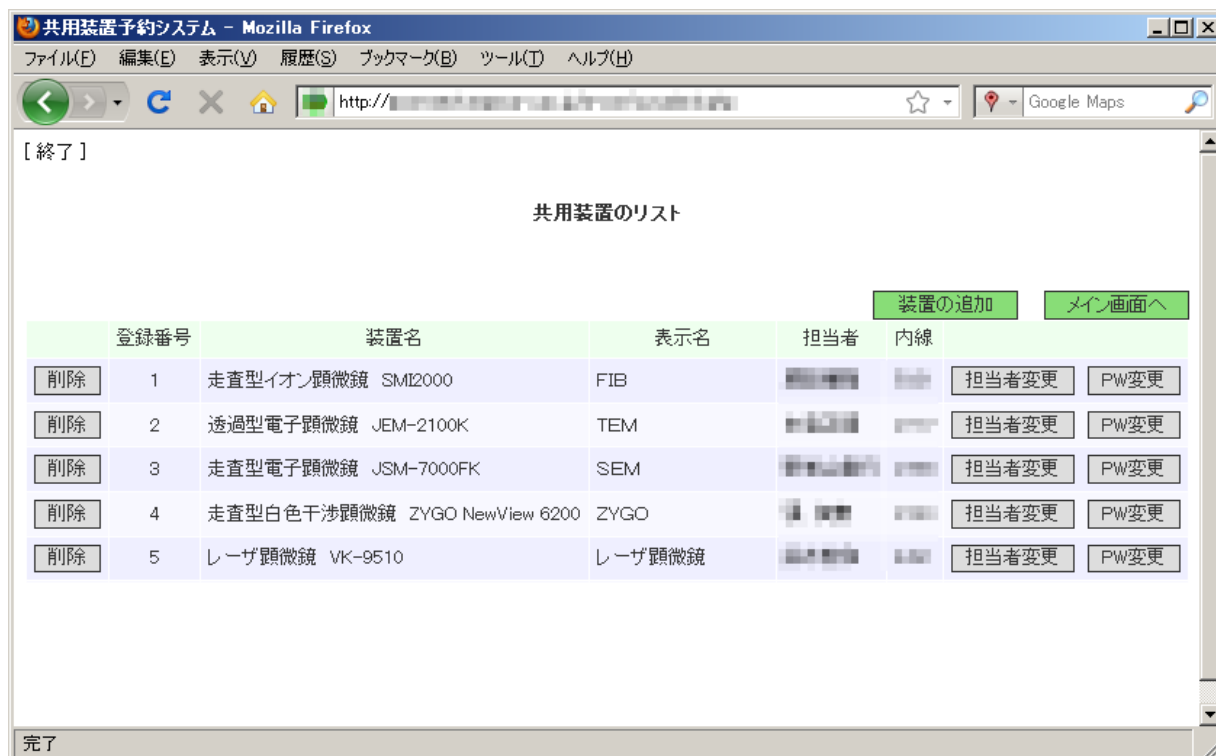 共用装置予約システム - Mozilla Firefox
ファイル(F) 編集(E) 表示(V) 履歴(S) ブックマーク(B) ツール(T) ヘルプ(H)
http:// Google Maps
[ 終了 ]
共用装置のリスト
装置の追加 メイン画面へ
登録番号 装置名 表示名 担当者 内線
削除 1 走査型イオン顕微鏡 SMI2000 FIB 担当者変更 PW変更
削除 2 透過型電子顕微鏡 JEM-2100K TEM 担当者変更 PW変更
削除 3 走査型電子顕微鏡 JSM-7000FK SEM 担当者変更 PW変更
削除 4 走査型白色干渉顕微鏡 ZYGO NewView 6200 ZYGO 担当者変更 PW変更
削除 5 レーザ顕微鏡 VK-9510 レーザ顕微鏡 担当者変更 PW変更
完了